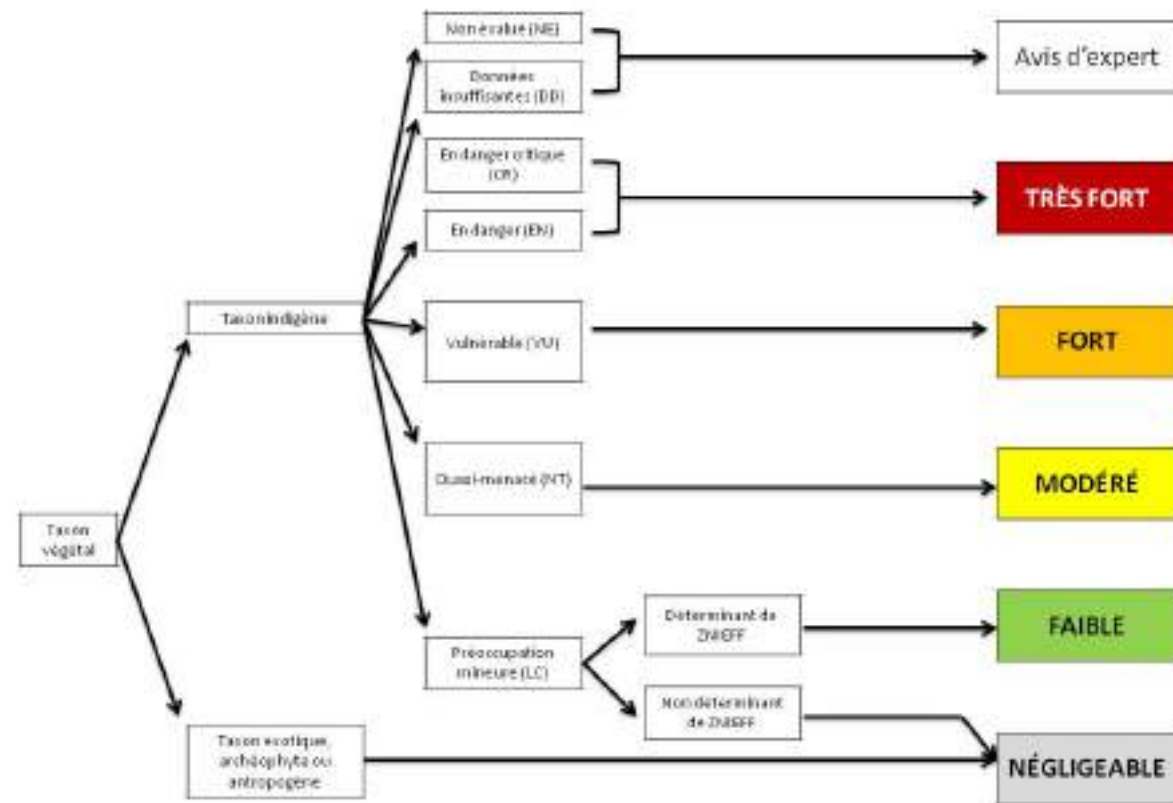 Non évalué (NE)
Données
insuffisantes (DD)
Avis d'expert
En danger critique
(CR)
En danger (EN)
TRÈS FORT
Taxon indigène
Vulnérable (VU)
FORT
Quasi-menacé (NT)
MODÉRÉ
Taxon
végétal
Préoccupation
mineure (LC)
Déterminant de
ZNIEFF
FAIBLE
Non déterminant
de ZNIEFF
Taxon exotique,
archéophyte ou
antropogène
NÉGLIGEABLE